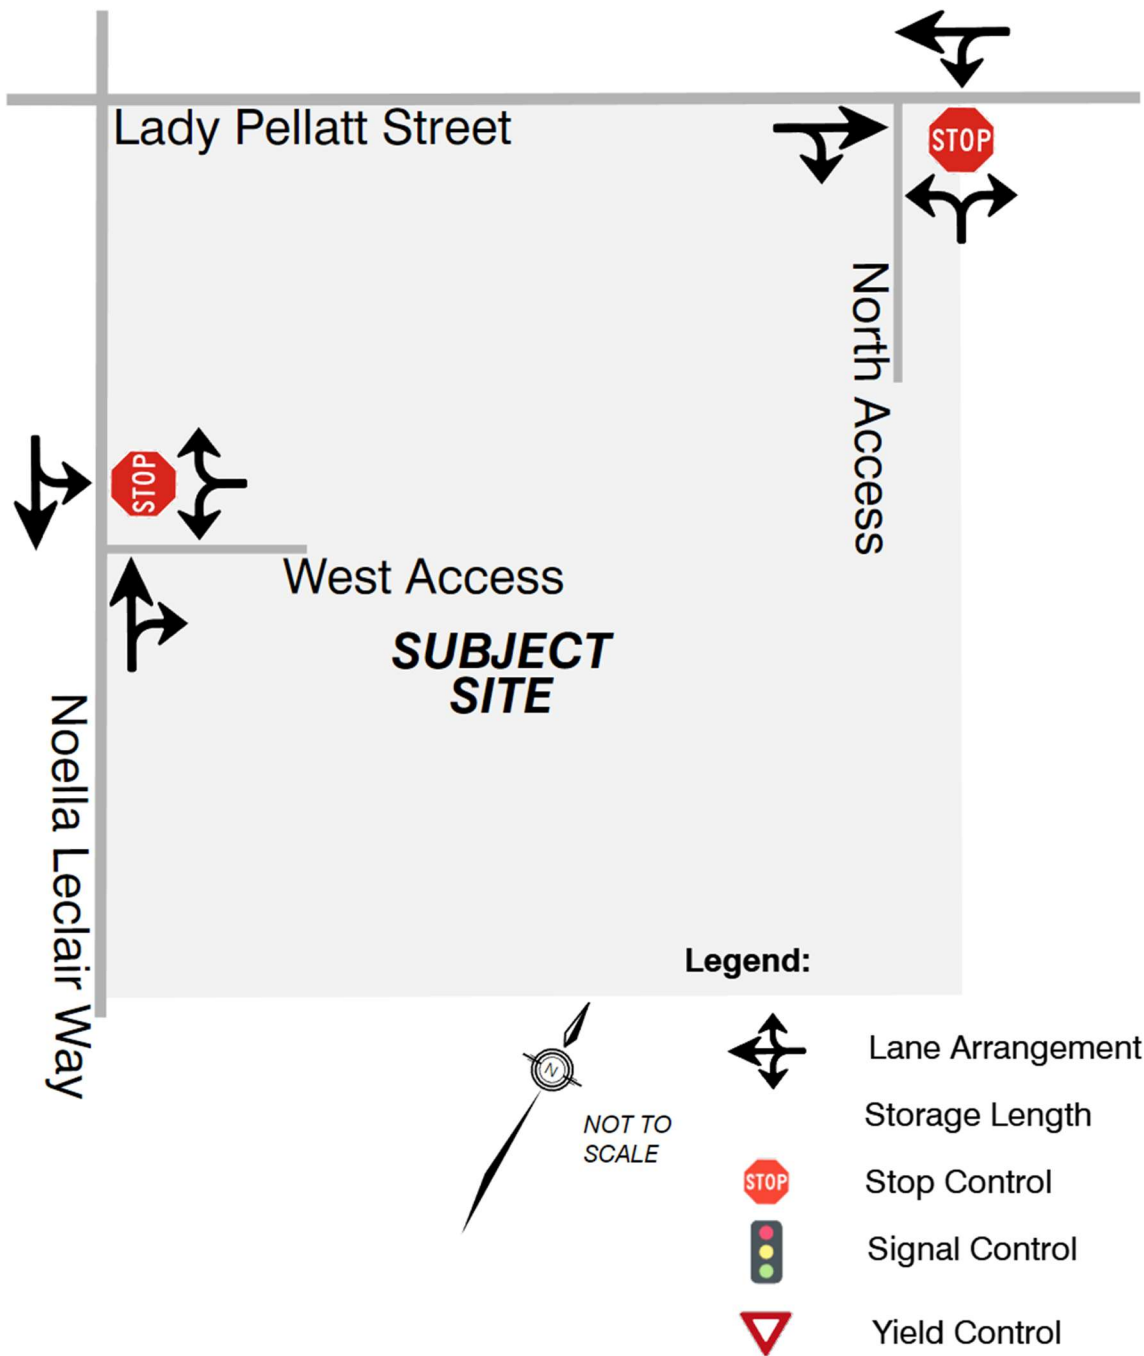 Lady Pellatt Street
STOP
North Access
STOP
West Access
SUBJECT
SITE
Noella Leclair Way
Legend:
N
NOT TO
SCALE
Lane Arrangement
Storage Length
STOP
Stop Control
Signal Control
Yield Control